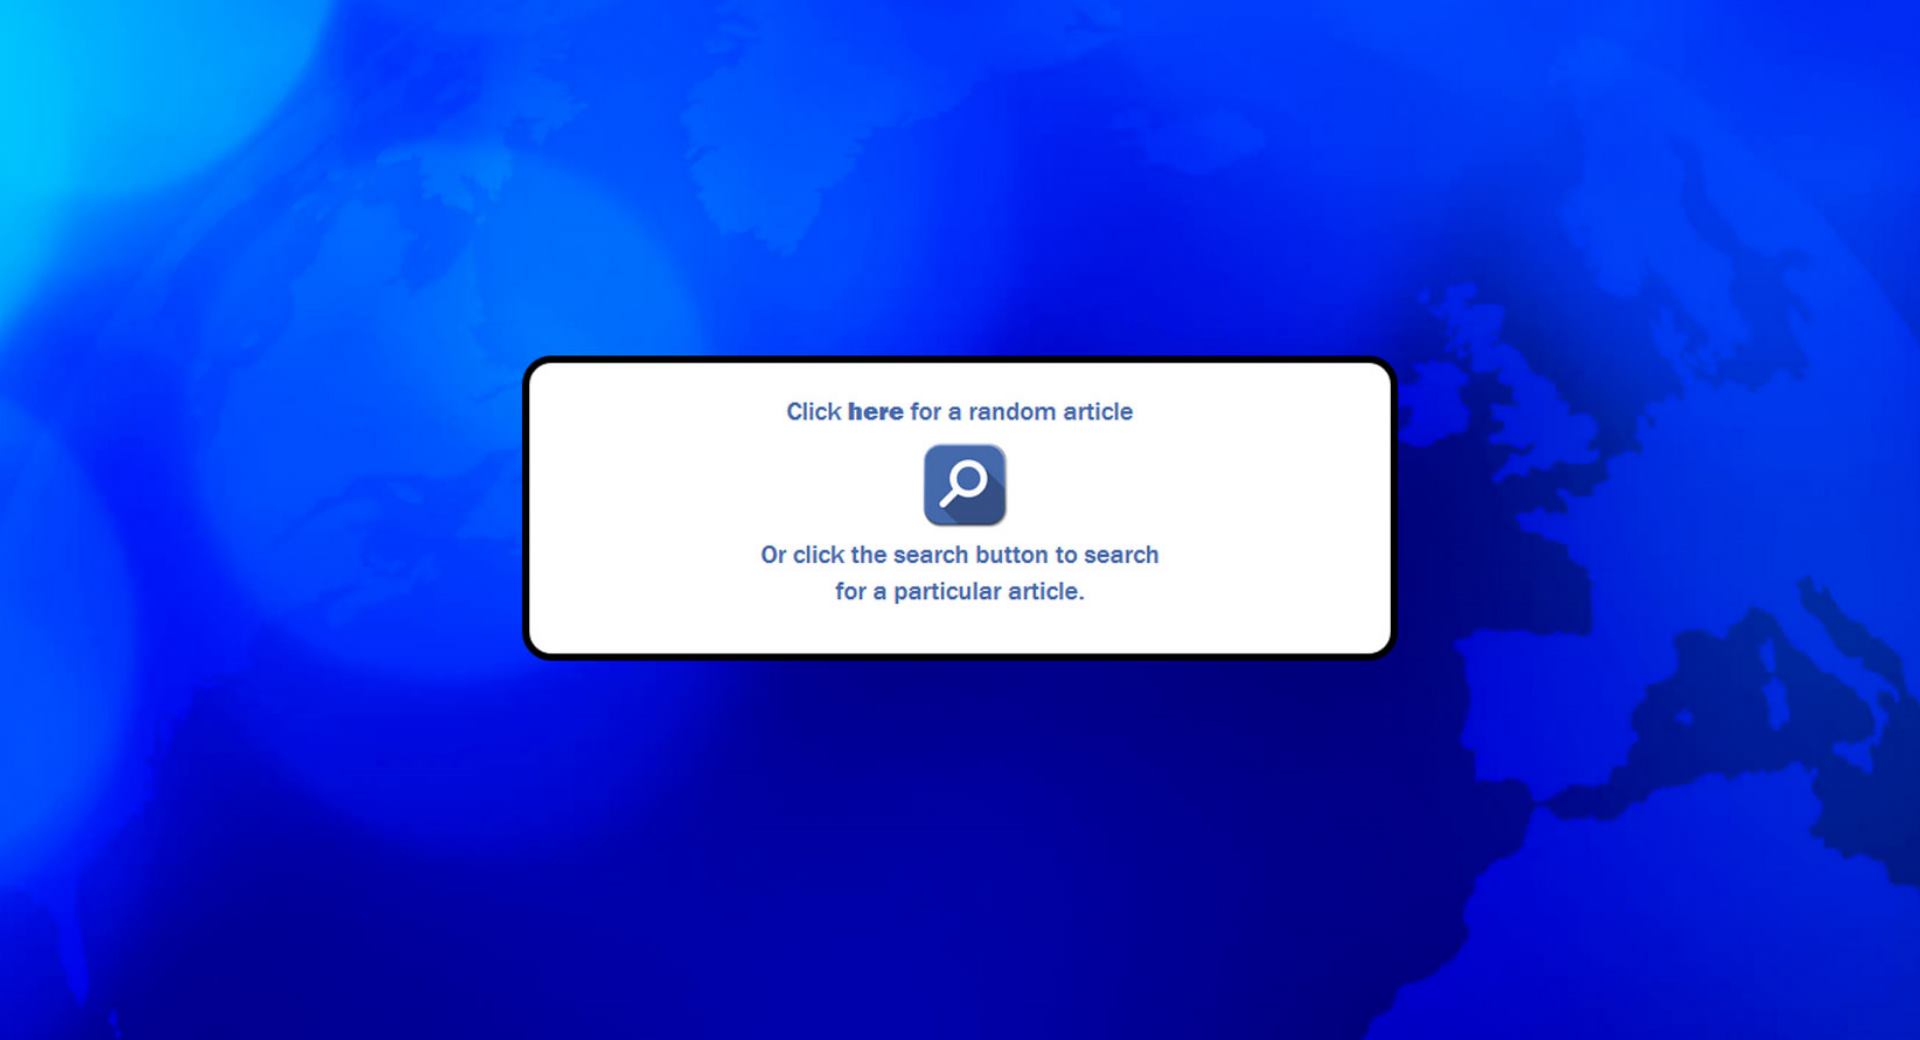 Click here for a random article
Or click the search button to search
for a particular article.